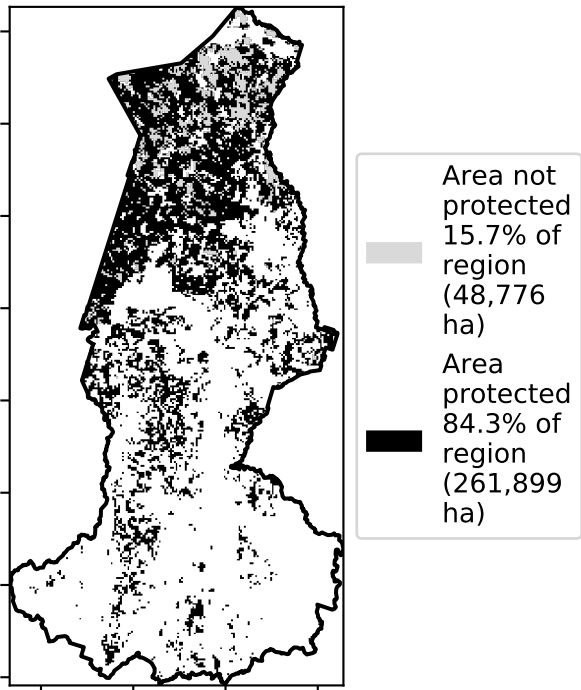 Area not
protected
15.7% of
region
(48,776
ha)
Area
protected
84.3% of
region
(261,899
ha)